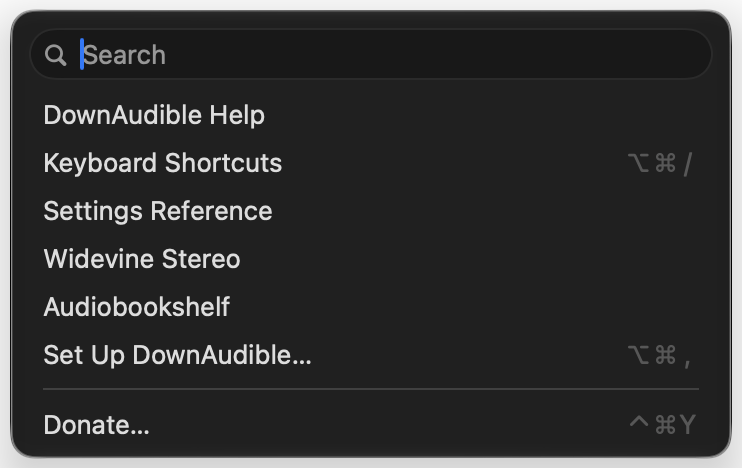 Search
DownAudible Help
Keyboard Shortcuts ⌥⌘/
Settings Reference
Widevine Stereo
Audiobookshelf
Set Up DownAudible... ⌥⌘,
Donate... ^⌘Y